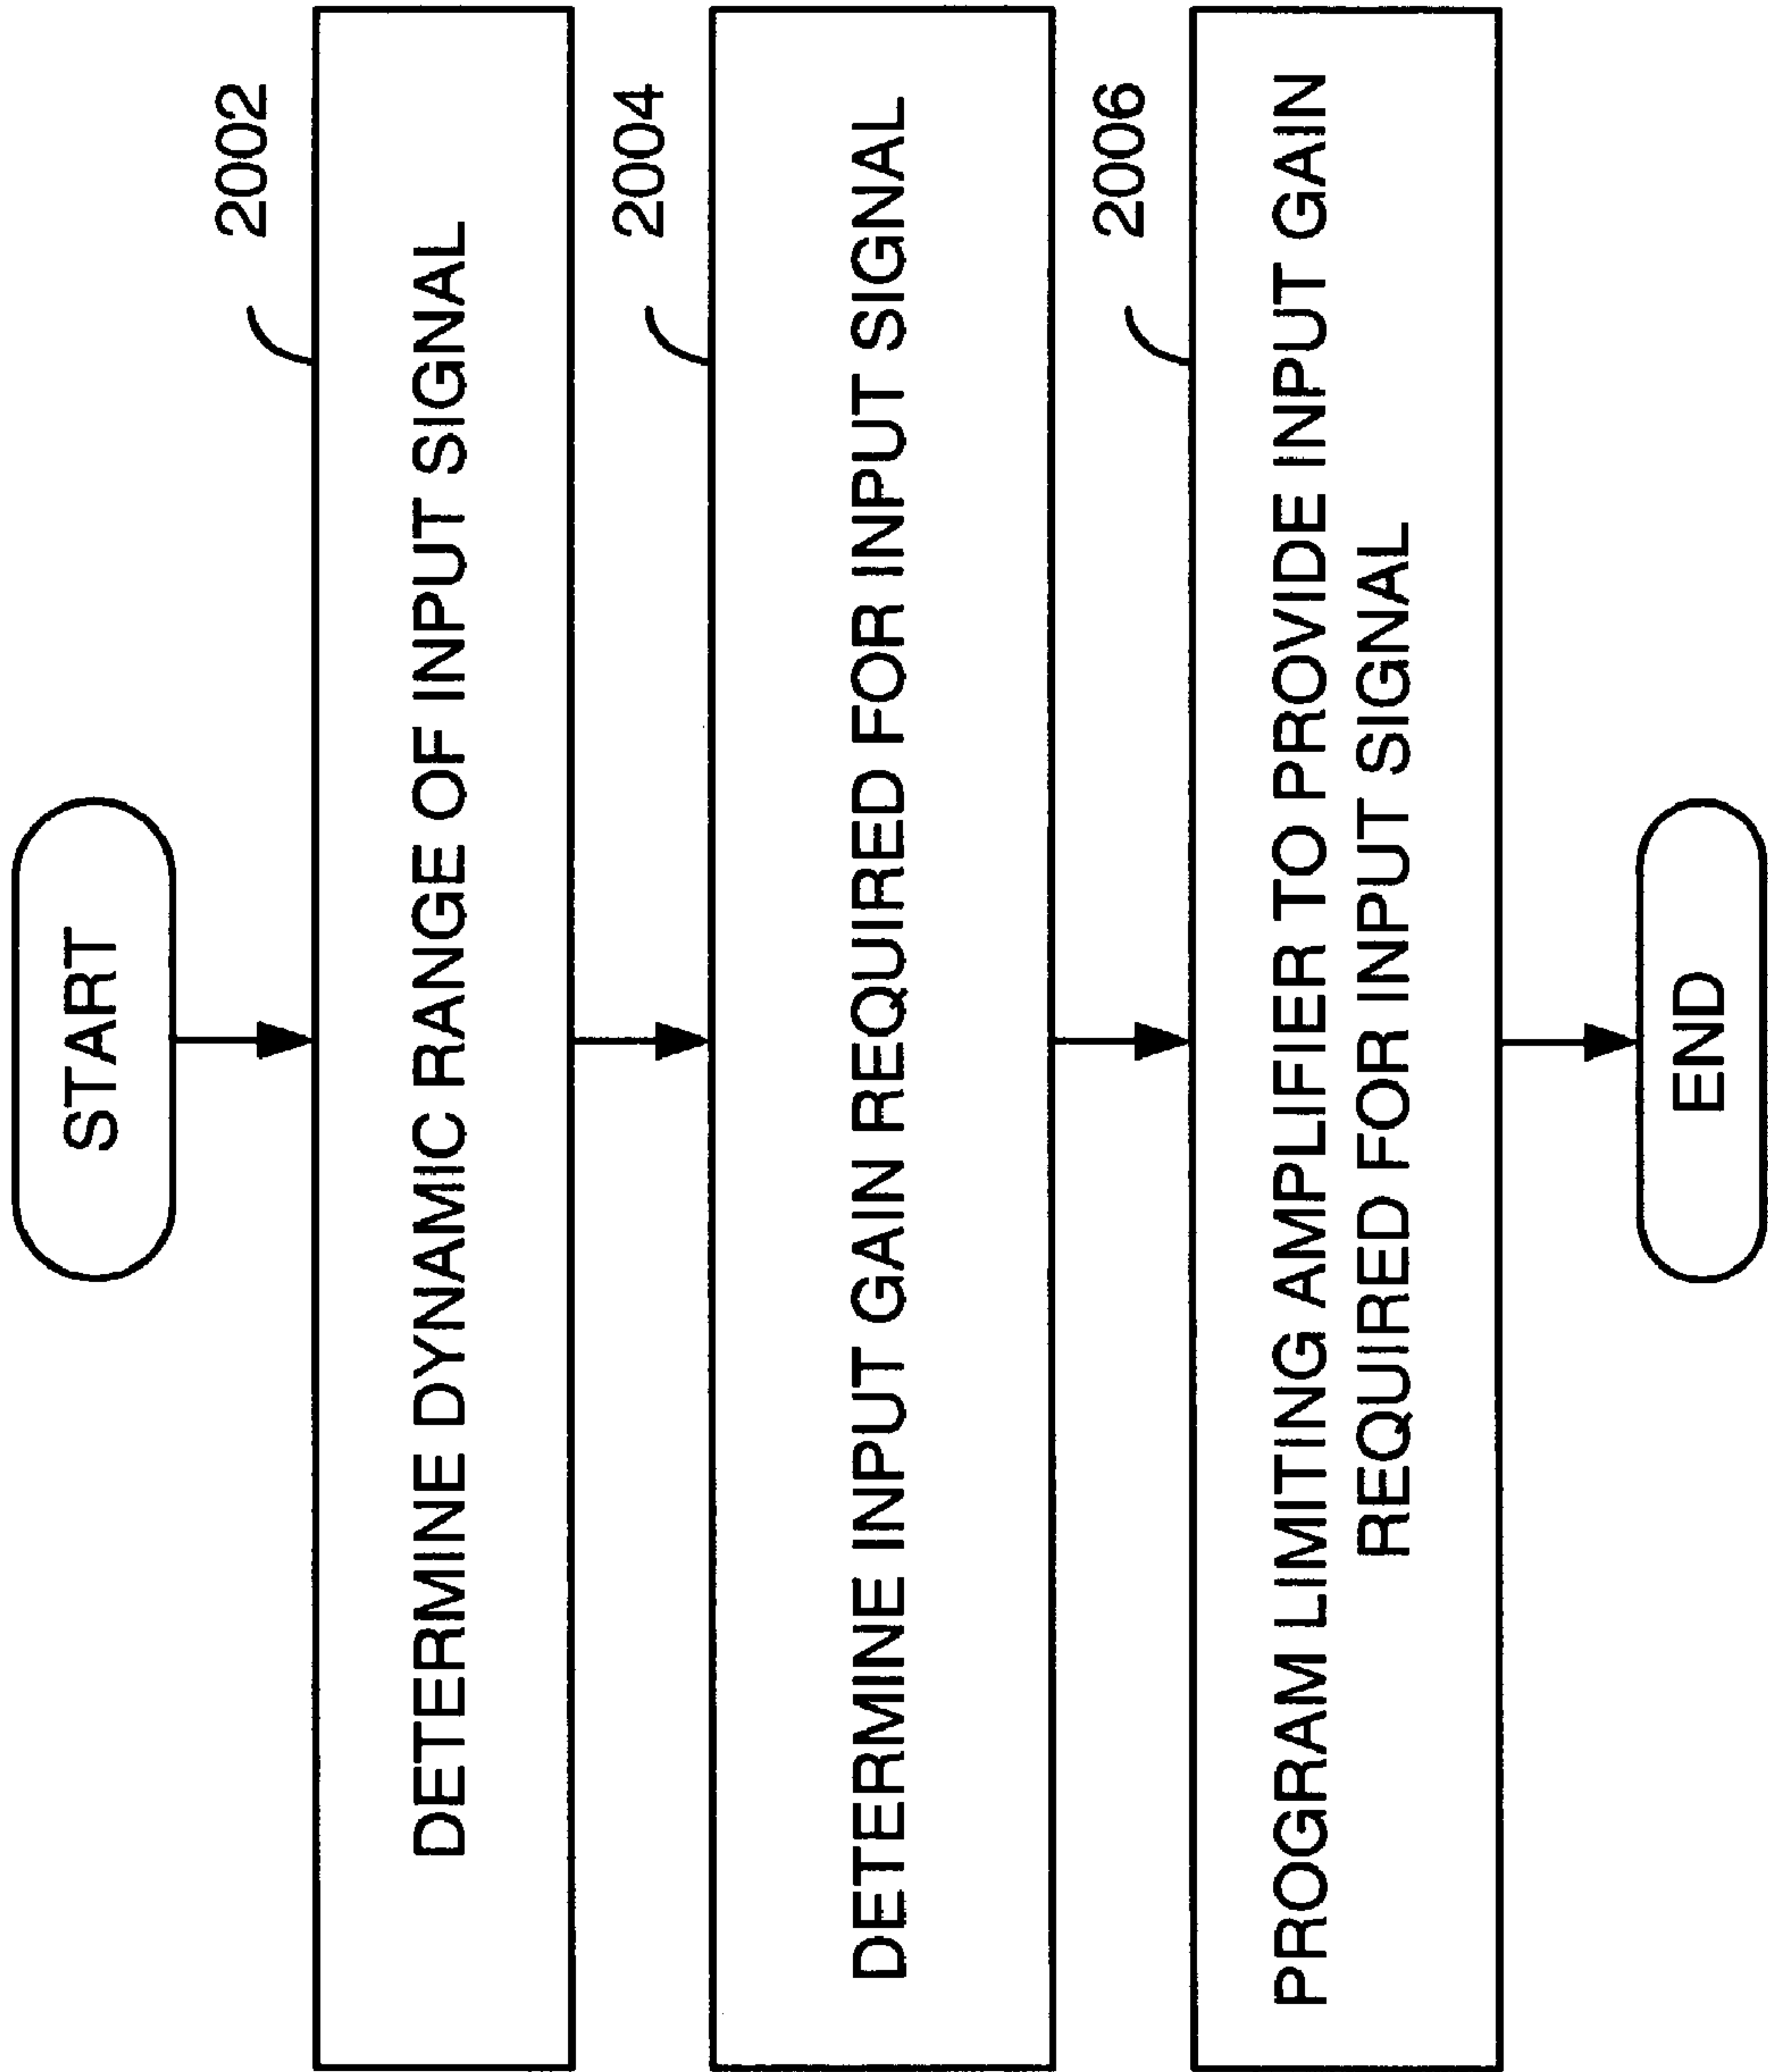 START
2002
DETERMINE DYNAMIC RANGE OF INPUT SIGNAL
2004
DETERMINE INPUT GAIN REQUIRED FOR INPUT SIGNAL
2006
PROGRAM LIMITING AMPLIFIER TO PROVIDE INPUT GAIN
REQUIRED FOR INPUT SIGNAL
END